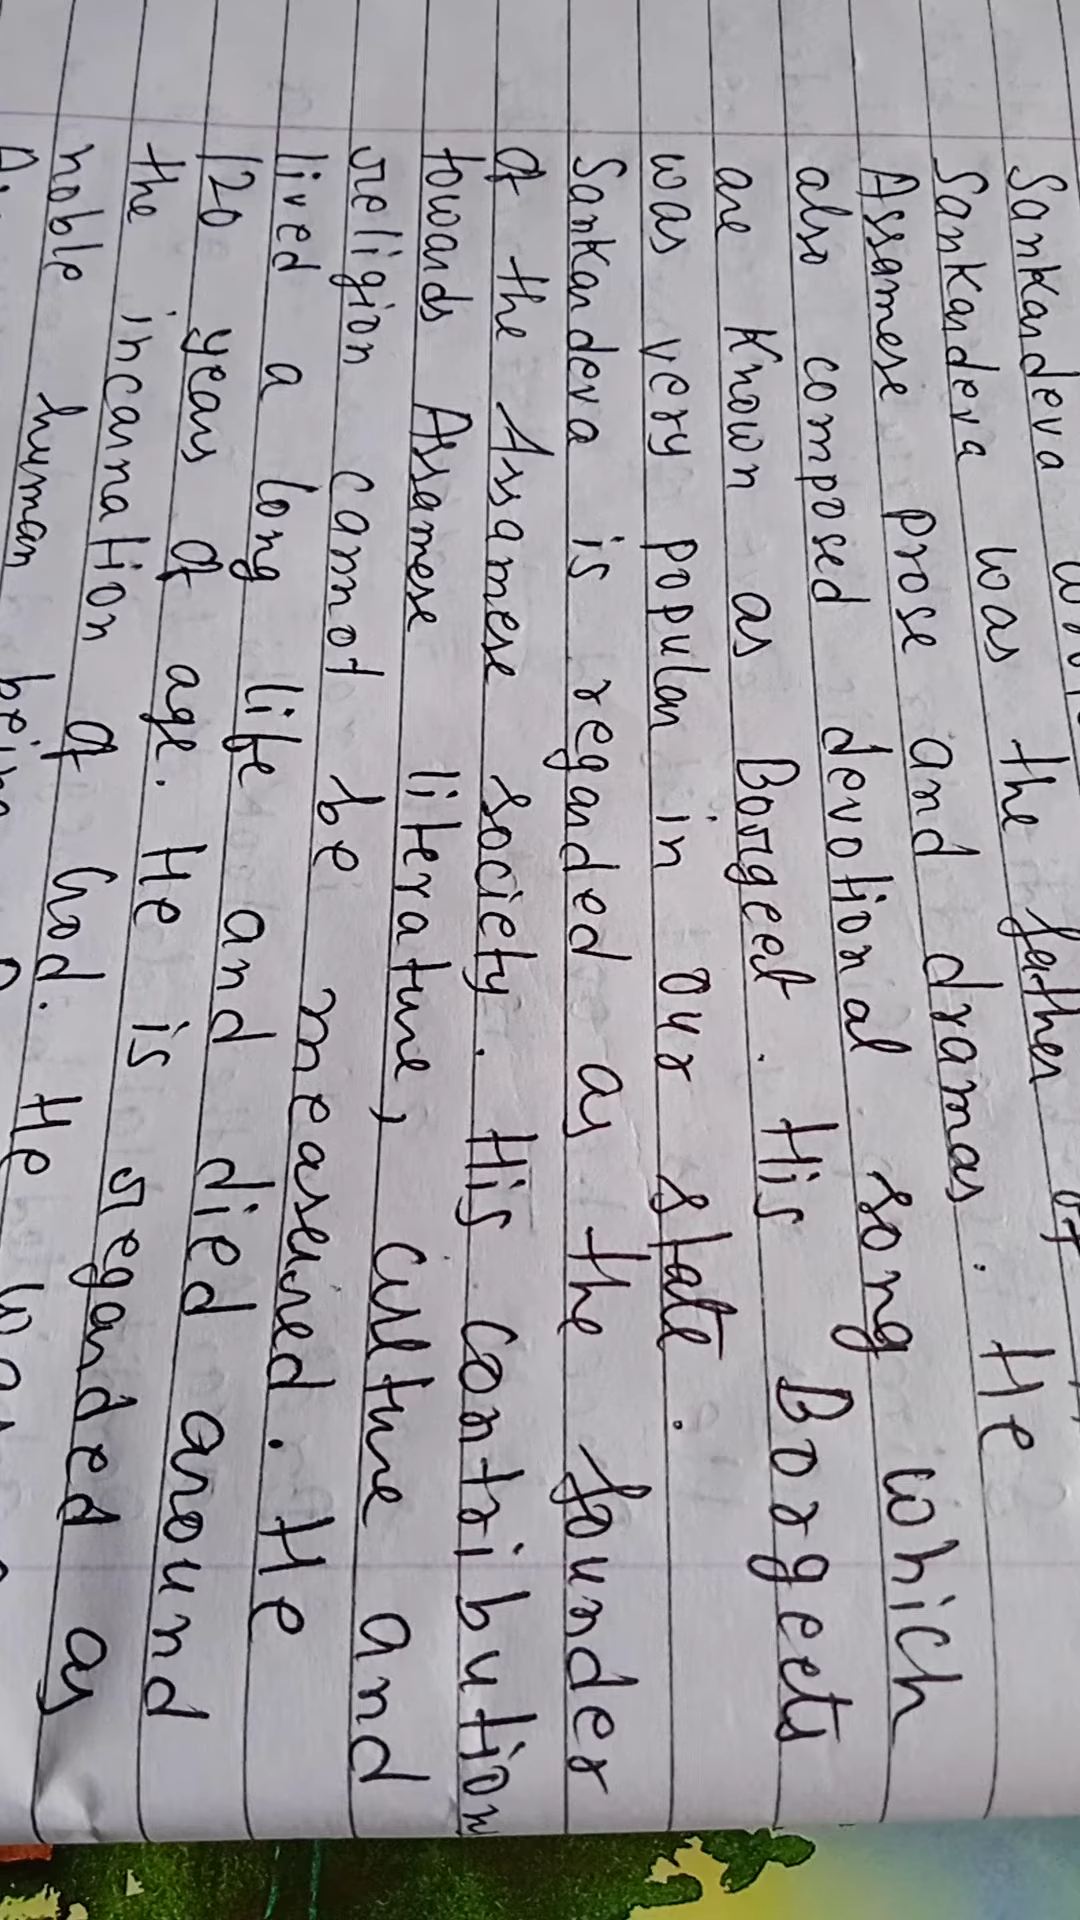 Sankardeva
Sankardeva was the father of
Assamese prose and dramas. He
also composed devotional song which
are known as Borgeet. His Borgeets
was very popular in our state.
Sankardeva is regarded as the founder
of the Assamese society. His contribution
towards Assamese literature, culture and
religion cannot be measured. He
lived a long life and died around
120 years of age. He is regarded as
the incarnation of God. He
noble human